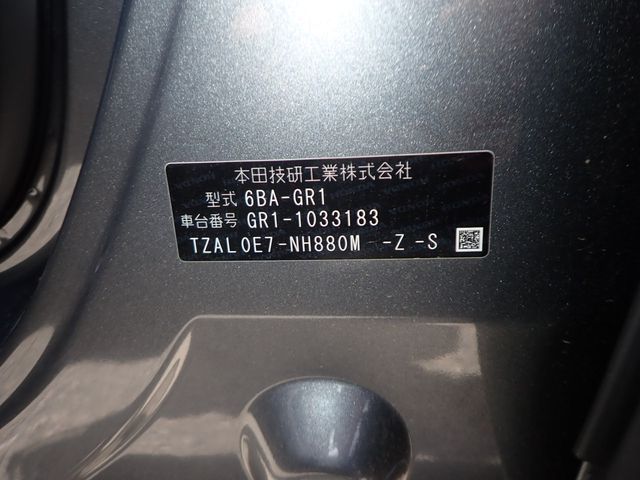 本田技研工業株式会社
型式 6BA-GR1
車台番号 GR1-1033183
TZAL0E7-NH880M -Z -S